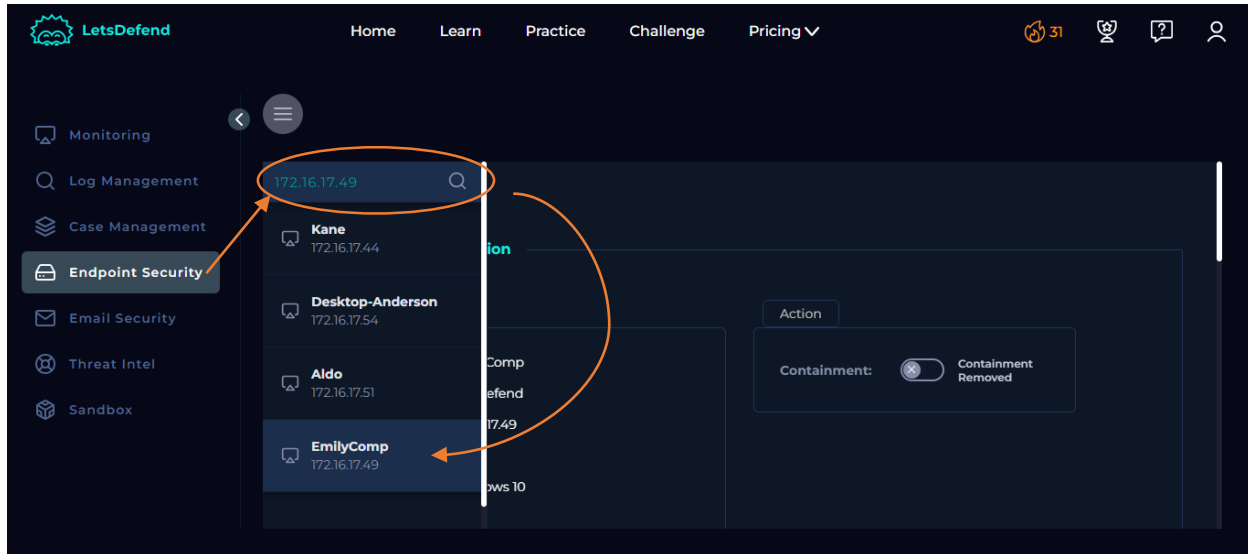 LetsDefend
Home Learn Practice Challenge Pricing
31
Monitoring
Log Management
Case Management
Endpoint Security
Email Security
Threat Intel
Sandbox
172.16.17.49
Kane
172.16.17.44
Desktop-Anderson
172.16.17.54
Aldo
172.16.17.51
EmilyComp
172.16.17.49
ion
Comp
efend
17.49
ows 10
Action
Containment:
Containment
Removed